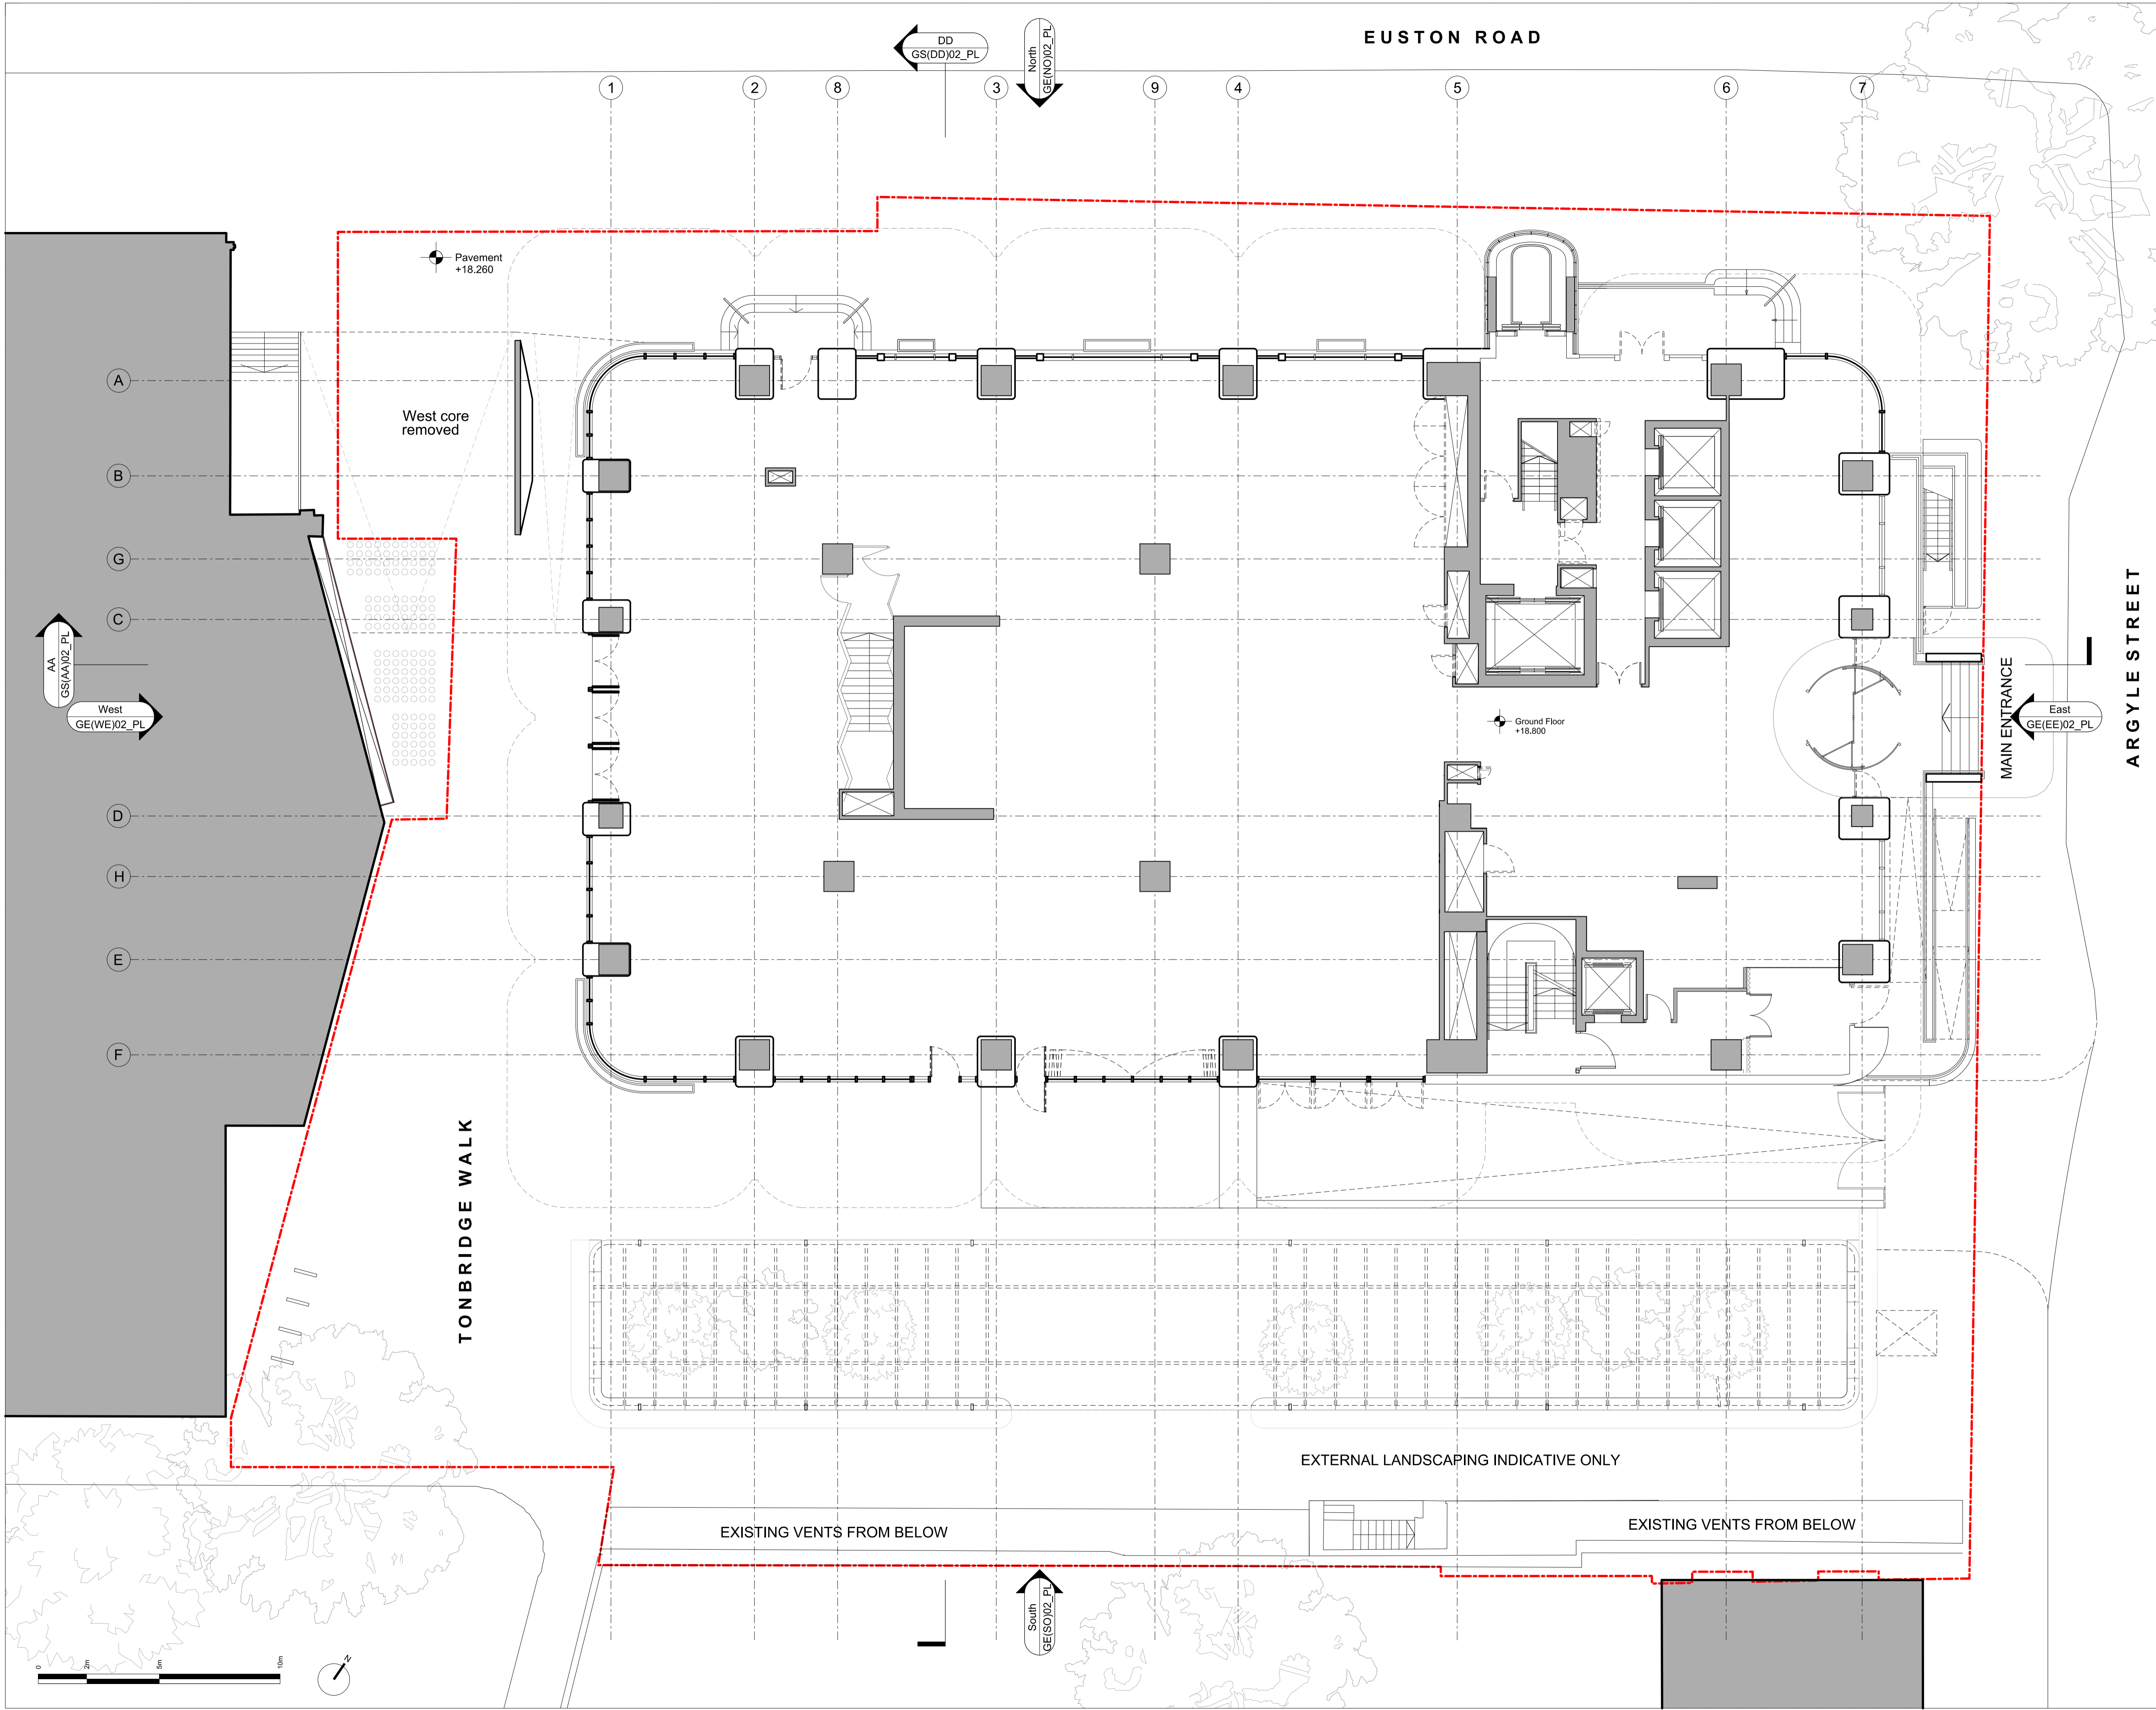 EUSTON ROAD
DD
GS(DD)02_PL
North
GE(NO)02_PL
1
2
8
3
9
4
5
6
7
Pavement
+18.260
A
West core
removed
B
G
C
AA
GS(AA)02_PL
West
GE(WE)02_PL
Ground Floor
+18.800
MAIN ENTRANCE
East
GE(EE)02_PL
ARGYLE STREET
D
H
E
F
TONBRIDGE WALK
EXTERNAL LANDSCAPING INDICATIVE ONLY
EXISTING VENTS FROM BELOW
EXISTING VENTS FROM BELOW
South
GE(SO)02_PL
0
2m
5m
10m
N